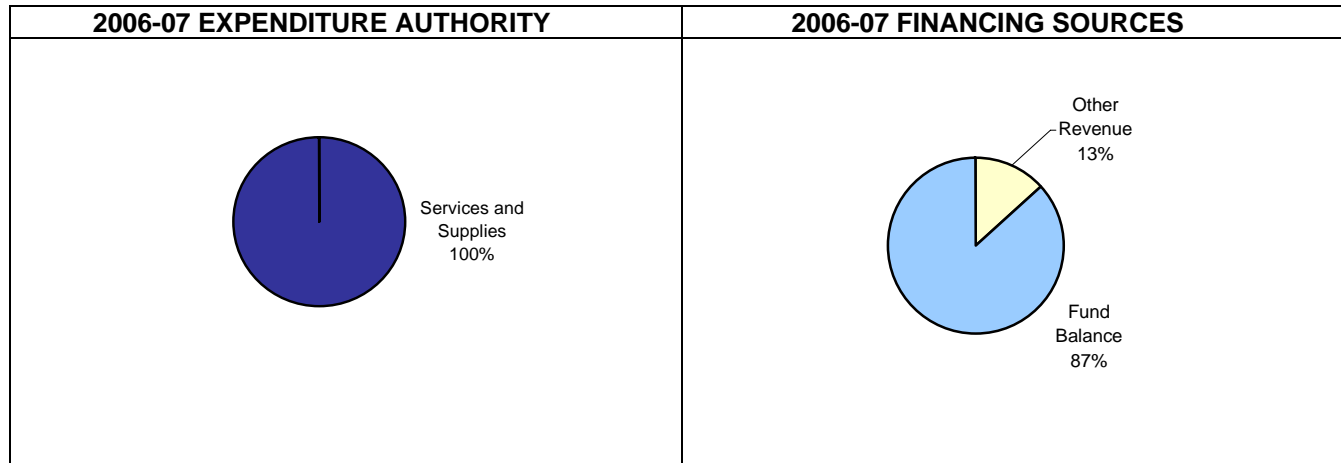 2006-07 EXPENDITURE AUTHORITY
2006-07 FINANCING SOURCES
Services and
Supplies
100%
Other
Revenue
13%
Fund
Balance
87%